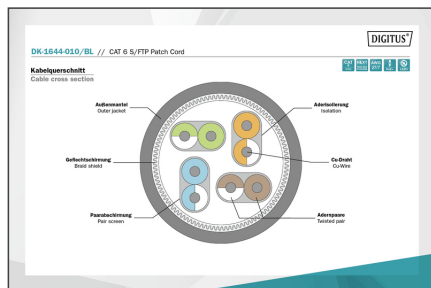 DIGITUS®
DK-1644-010/BL // CAT 6 S/FTP Patch Cord
Kabelquerschnitt
Cable cross section
Außenmantel
Outer jacket
Aderisolierung
Isolation
Geflechtschirmung
Braid shield
Cu-Draht
Cu-Wire
Paarabschirmung
Pair screen
Adernpaare
Twisted pair